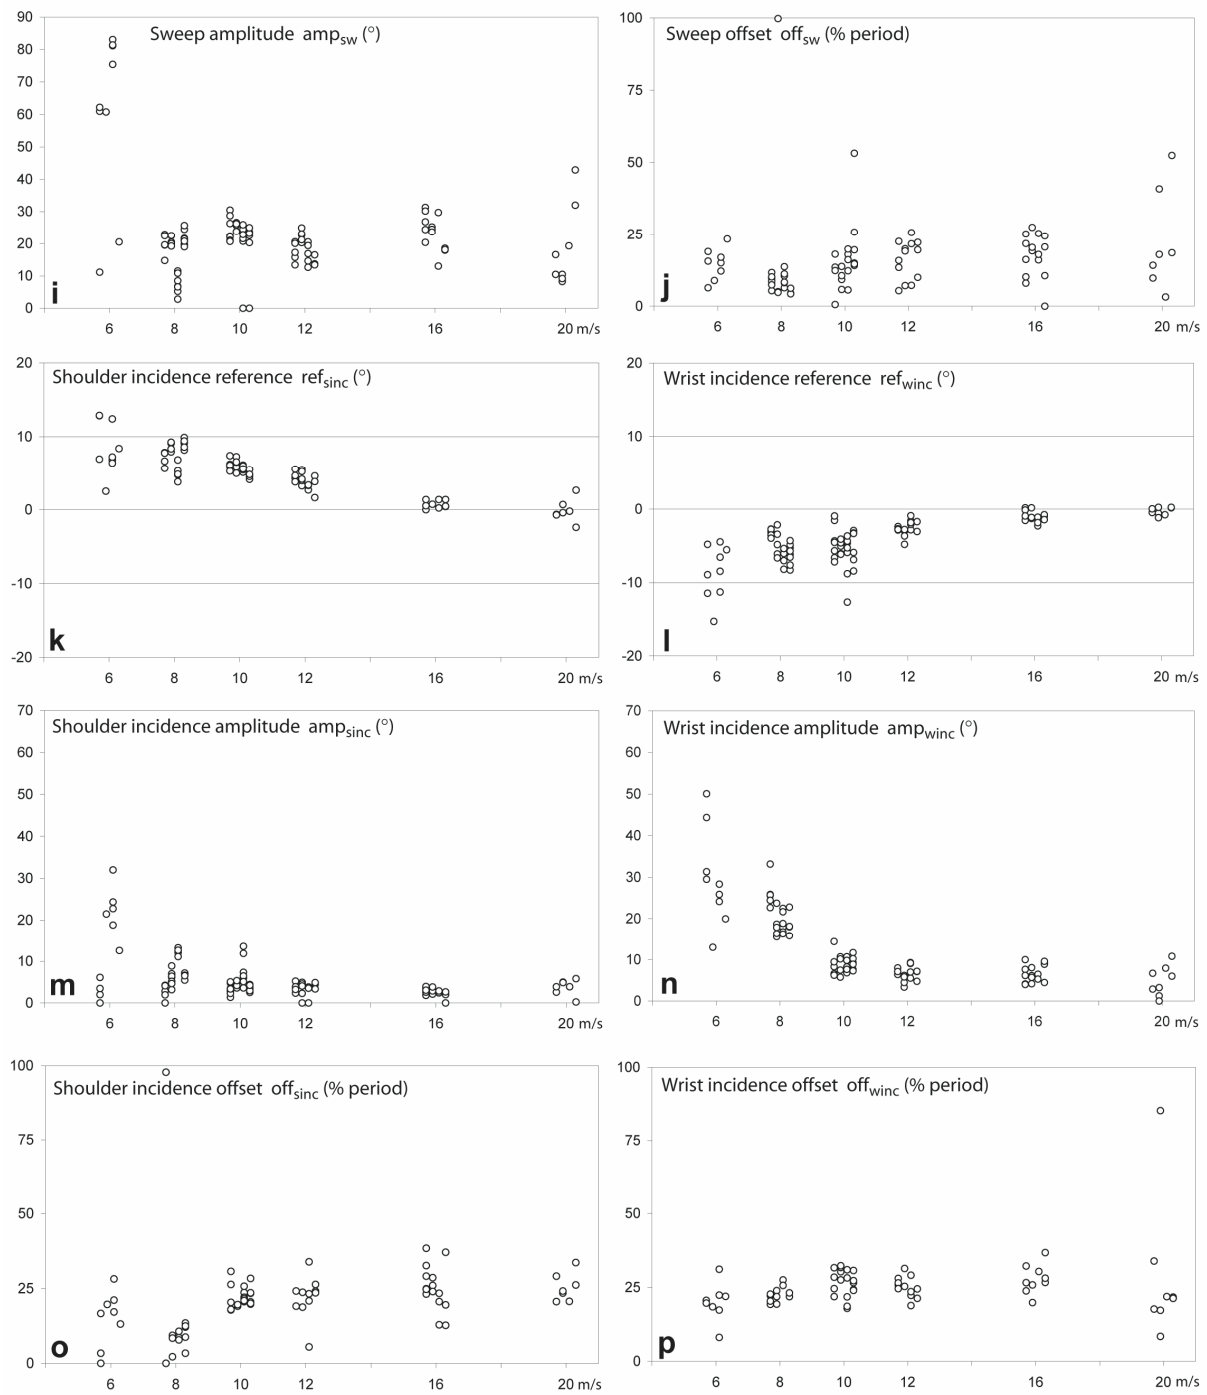 Sweep amplitude amp_sw (°)
90
80
70
60
50
40
30
20
10
0
i
6 8 10 12 16 20 m/s
Sweep offset off_sw (% period)
100
75
50
25
0
j
6 8 10 12 16 20 m/s
Shoulder incidence reference ref_sinc (°)
20
10
0
-10
-20
k
6 8 10 12 16 20 m/s
Wrist incidence reference ref_winc (°)
20
10
0
-10
-20
l
6 8 10 12 16 20 m/s
Shoulder incidence amplitude amp_sinc (°)
70
60
50
40
30
20
10
0
m
6 8 10 12 16 20 m/s
Wrist incidence amplitude amp_winc (°)
70
60
50
40
30
20
10
0
n
6 8 10 12 16 20 m/s
Shoulder incidence offset off_sinc (% period)
100
75
50
25
0
o
6 8 10 12 16 20 m/s
Wrist incidence offset off_winc (% period)
100
75
50
25
0
p
6 8 10 12 16 20 m/s